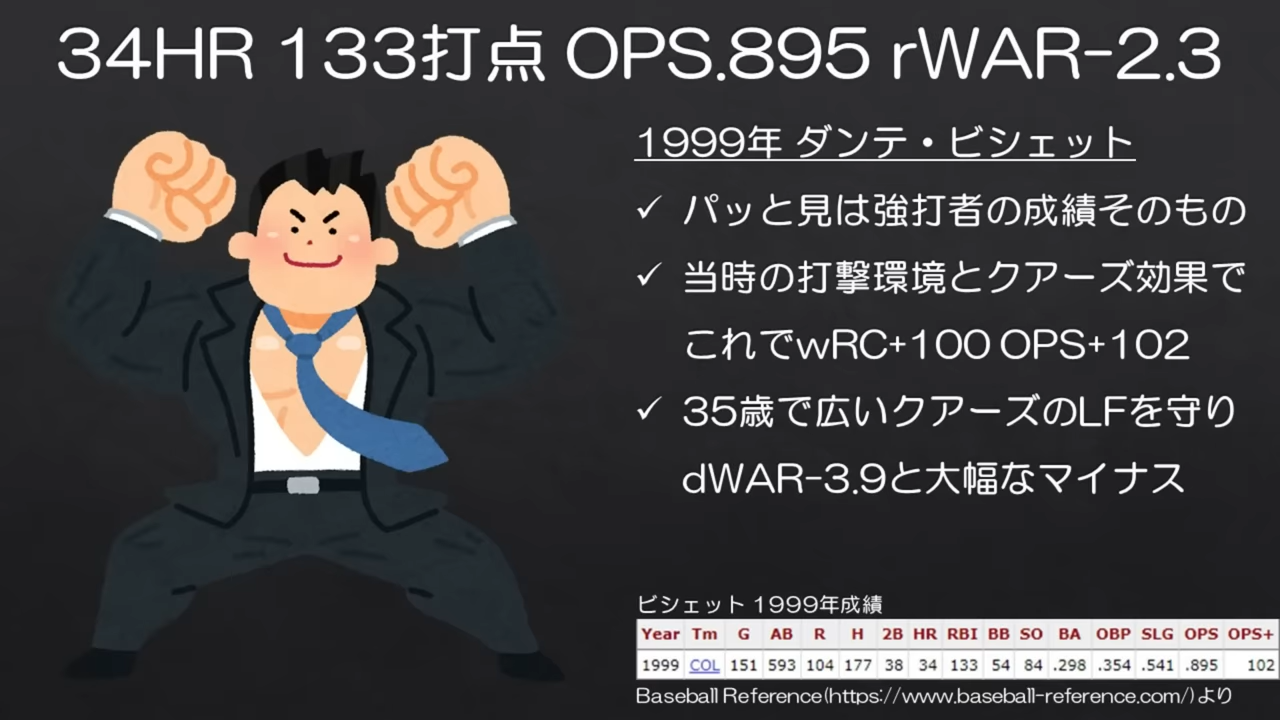 34HR 133打点 OPS.895 rWAR-2.3
1999年 ダンテ・ビシェット
✓ パッと見は強打者の成績そのもの
✓ 当時の打撃環境とクアーズ効果で
これでwRC+100 OPS+102
✓ 35歳で広いクアーズのLFを守り
dWAR-3.9と大幅なマイナス
ビシェット 1999年成績
Year Tm G AB R H 2B HR RBI BB SO BA OBP SLG OPS OPS+
1999 COL 151 593 104 177 38 34 133 54 84 .298 .354 .541 .895 102
Baseball Reference(https://www.baseball-reference.com/)より